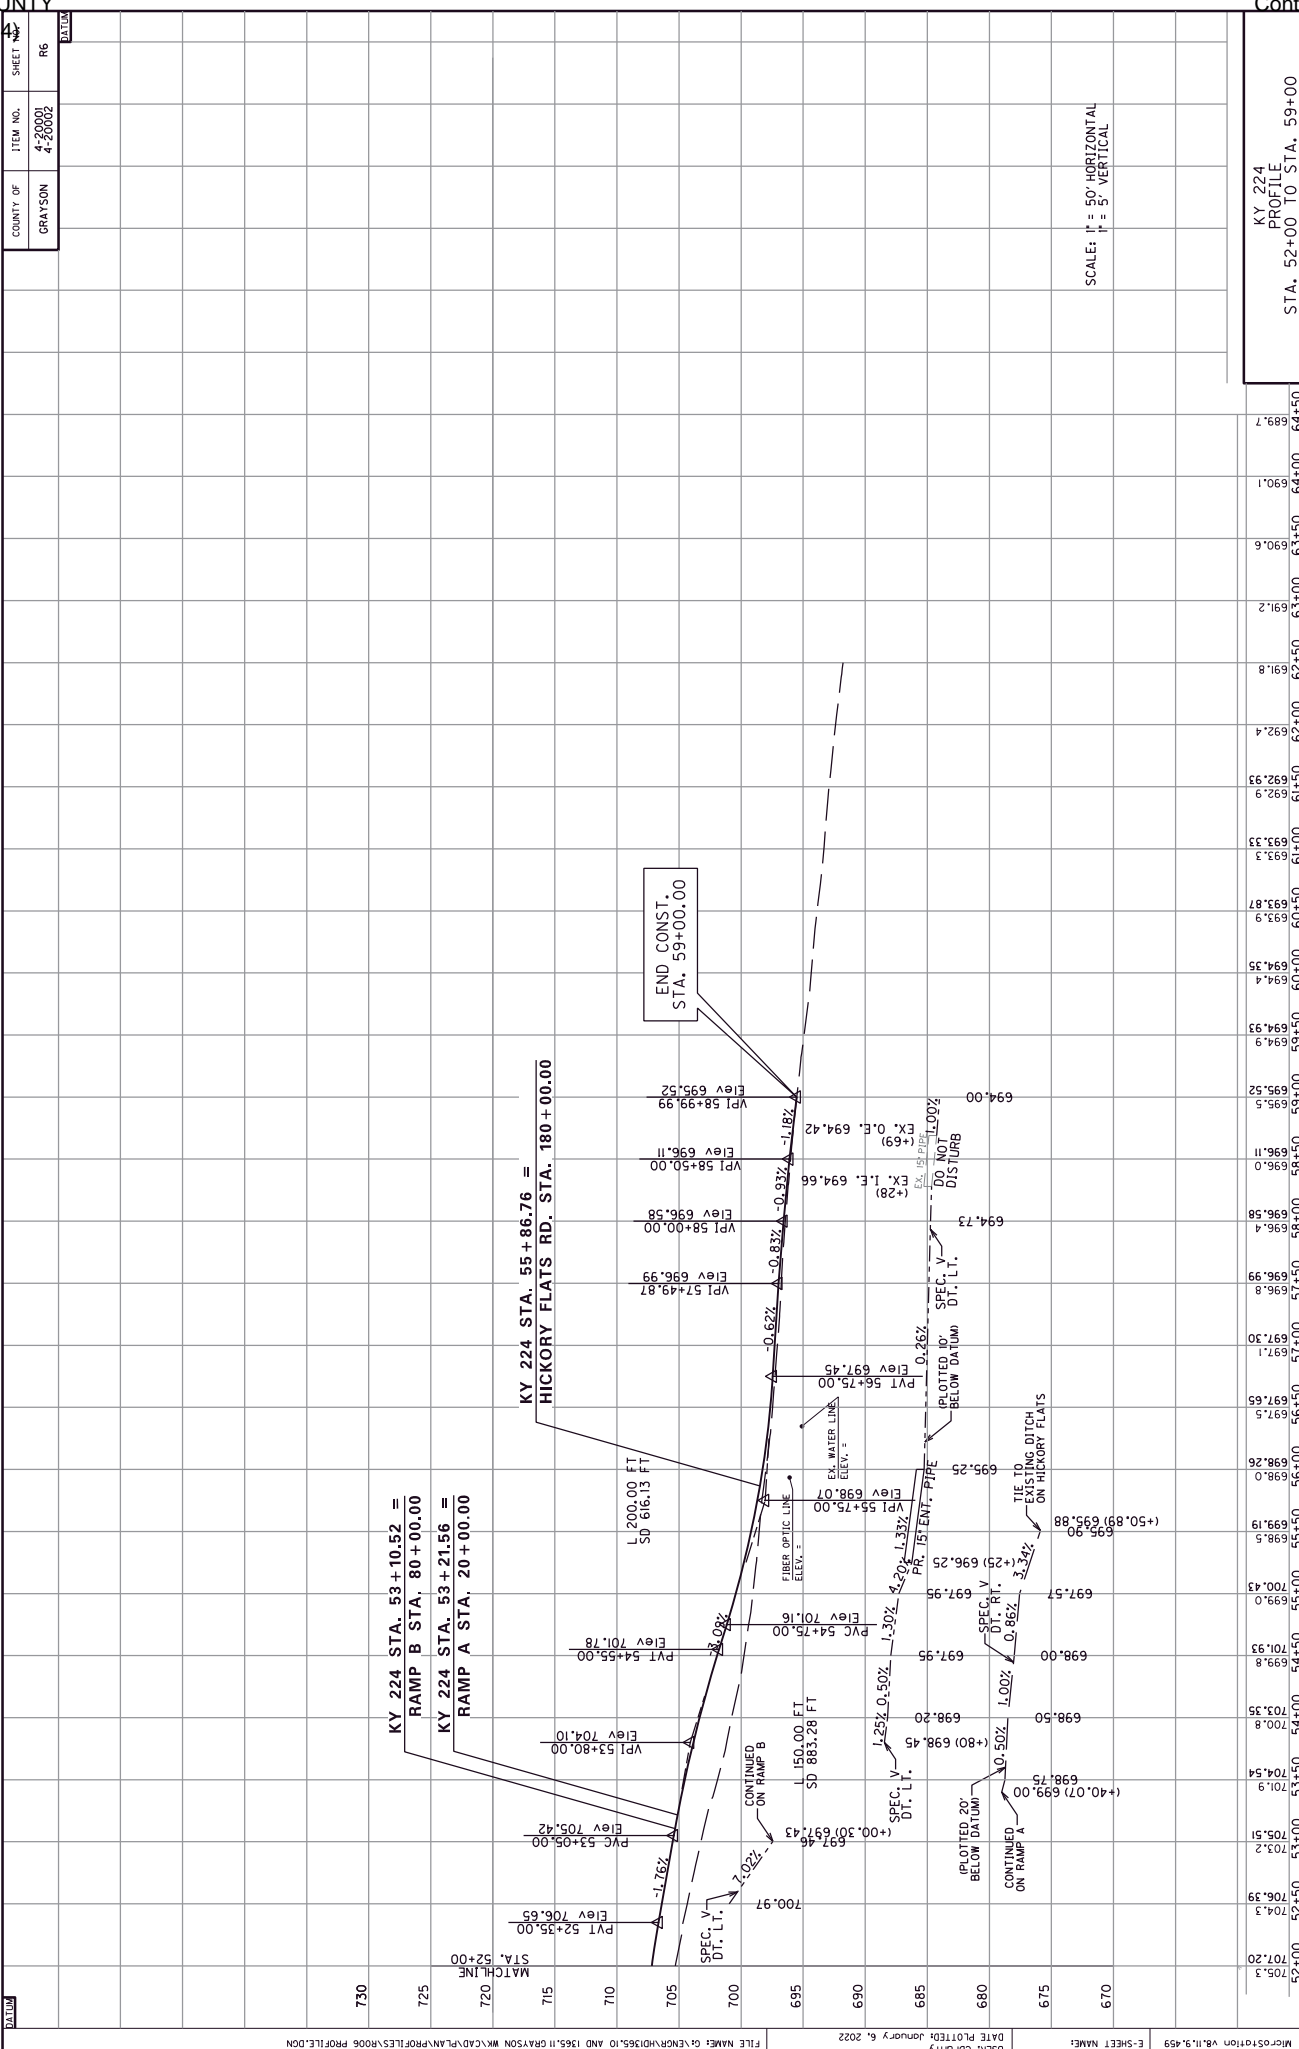 COUNTY OF
ITEM NO.
SHEET
GRAYSON
4-20001
4-20002
R6
DATUM
DATUM
SCALE: 1" = 50' HORIZONTAL
1" = 5' VERTICAL
KY 224
PROFILE
STA. 52+00 TO STA. 59+00
MATCHLINE
STA. 52+00
PVT 52+35.00
Elev 706.65
-1.76%
PVC 53+05.00
Elev 705.42
KY 224 STA. 53+10.52 =
RAMP B STA. 80+00.00
KY 224 STA. 53+21.56 =
RAMP A STA. 20+00.00
VPI 53+80.00
Elev 704.10
PVT 54+55.00
Elev 701.78
-3.09%
PVC 54+75.00
Elev 701.16
L 150.00 FT
SD 883.28 FT
L 200.00 FT
SD 616.13 FT
KY 224 STA. 55+86.76 =
HICKORY FLATS RD. STA. 180+00.00
VPI 55+75.00
Elev 698.07
FIBER OPTIC LINE
ELEV. =
EX. WATER LINE
ELEV. =
PVT 56+75.00
Elev 697.45
-0.62%
VPI 57+49.87
Elev 696.99
-0.83%
VPI 58+00.00
Elev 696.58
-0.93%
VPI 58+50.00
Elev 696.11
-1.18%
VPI 58+99.99
Elev 695.52
END CONST.
STA. 59+00.00
SPEC. V
DT. LT.
700.97
7.02%
697.46
(+00.30) 697.43
CONTINUED
ON RAMP B
SPEC. V
DT. LT.
1.25%
(+80) 698.45
698.20
0.50%
697.95
1.30%
697.95
4.20%
(+25) 696.25
1.33%
PR. 15" ENT. PIPE
695.25
(PLOTTED 10'
BELOW DATUM)
0.26%
SPEC. V
DT. LT.
694.73
(+28)
EX. I.E. 694.66
EX. 15" PIPE
DO NOT
DISTURB
(+69)
EX. O.E. 694.42
1.00%
694.00
CONTINUED
ON RAMP A
(PLOTTED 20'
BELOW DATUM)
(+40.07) 699.00
698.75
0.50%
698.50
1.00%
698.00
SPEC. V
DT. RT.
0.86%
697.57
3.34%
695.90
(+50.89) 695.88
TIE TO
EXISTING DITCH
ON HICKORY FLATS
730
725
720
715
710
705
700
695
690
685
680
675
670
52+00 705.3 707.20
52+50 704.3 706.39
53+00 703.2 705.51
53+50 701.9 704.54
54+00 700.8 703.35
54+50 699.8 701.93
55+00 699.0 700.43
55+50 698.5 699.19
56+00 698.0 698.26
56+50 697.5 697.65
57+00 697.1 697.30
57+50 696.8 696.99
58+00 696.4 696.58
58+50 696.0 696.11
59+00 695.5 695.52
59+50 694.9 694.93
60+00 694.4 694.35
60+50 693.9 693.87
61+00 693.3 693.33
61+50 692.9 692.93
62+00 692.4
62+50 691.8
63+00 691.2
63+50 690.6
64+00 690.1
64+50 689.7
DATE PLOTTED: January 6, 2022
E-SHEET NAME:
MicroStation v8.11.9.459